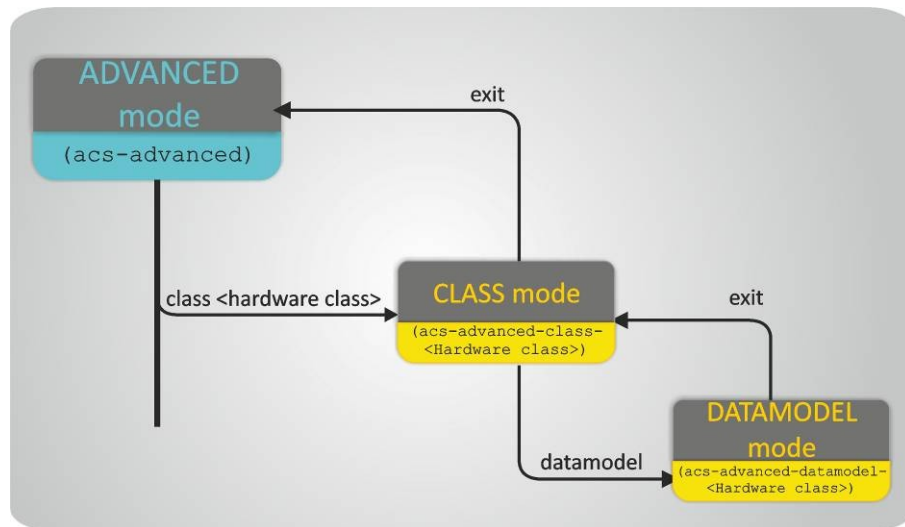 ADVANCED
mode
(acs-advanced)
exit
class <hardware class>
CLASS mode
(acs-advanced-class-
<Hardware class>)
exit
datamodel
DATAMODEL
mode
(acs-advanced-datamodel-
<Hardware class>)